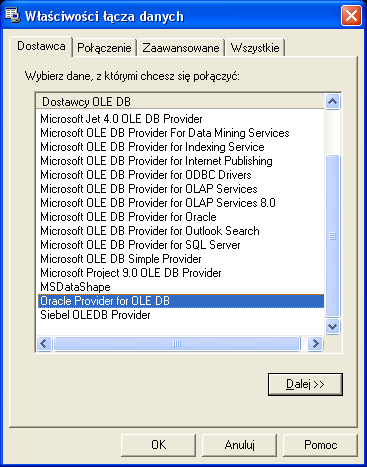 Właściwości łącza danych
Dostawca Połączenie Zaawansowane Wszystkie
Wybierz dane, z którymi chcesz się połączyć:
Dostawcy OLE DB
Microsoft Jet 4.0 OLE DB Provider
Microsoft OLE DB Provider For Data Mining Services
Microsoft OLE DB Provider for Indexing Service
Microsoft OLE DB Provider for Internet Publishing
Microsoft OLE DB Provider for ODBC Drivers
Microsoft OLE DB Provider for OLAP Services
Microsoft OLE DB Provider for OLAP Services 8.0
Microsoft OLE DB Provider for Oracle
Microsoft OLE DB Provider for Outlook Search
Microsoft OLE DB Provider for SQL Server
Microsoft OLE DB Simple Provider
Microsoft Project 9.0 OLE DB Provider
MSDataShape
Oracle Provider for OLE DB
Siebel OLEDB Provider
Dalej >>
OK Anuluj Pomoc